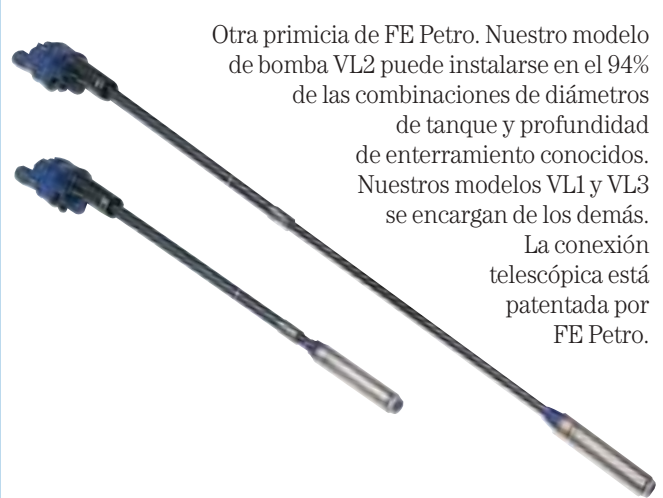 Otra primicia de FE Petro. Nuestro modelo
de bomba VL2 puede instalarse en el 94%
de las combinaciones de diámetros
de tanque y profundidad
de enterramiento conocidos.
Nuestros modelos VL1 y VL3
se encargan de los demás.
La conexión
telescópica está
patentada por
FE Petro.